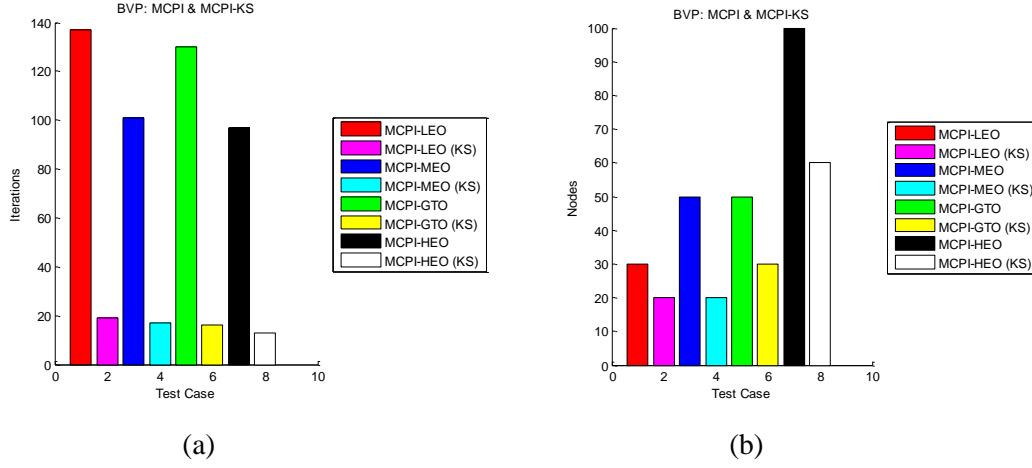 BVP: MCPI & MCPI-KS
140
120
100
80
60
40
20
0
Iterations
0 2 4 6 8 10
Test Case
MCPI-LEO
MCPI-LEO (KS)
MCPI-MEO
MCPI-MEO (KS)
MCPI-GTO
MCPI-GTO (KS)
MCPI-HEO
MCPI-HEO (KS)
(a)
BVP: MCPI & MCPI-KS
100
90
80
70
60
50
40
30
20
10
0
Nodes
0 2 4 6 8 10
Test Case
MCPI-LEO
MCPI-LEO (KS)
MCPI-MEO
MCPI-MEO (KS)
MCPI-GTO
MCPI-GTO (KS)
MCPI-HEO
MCPI-HEO (KS)
(b)